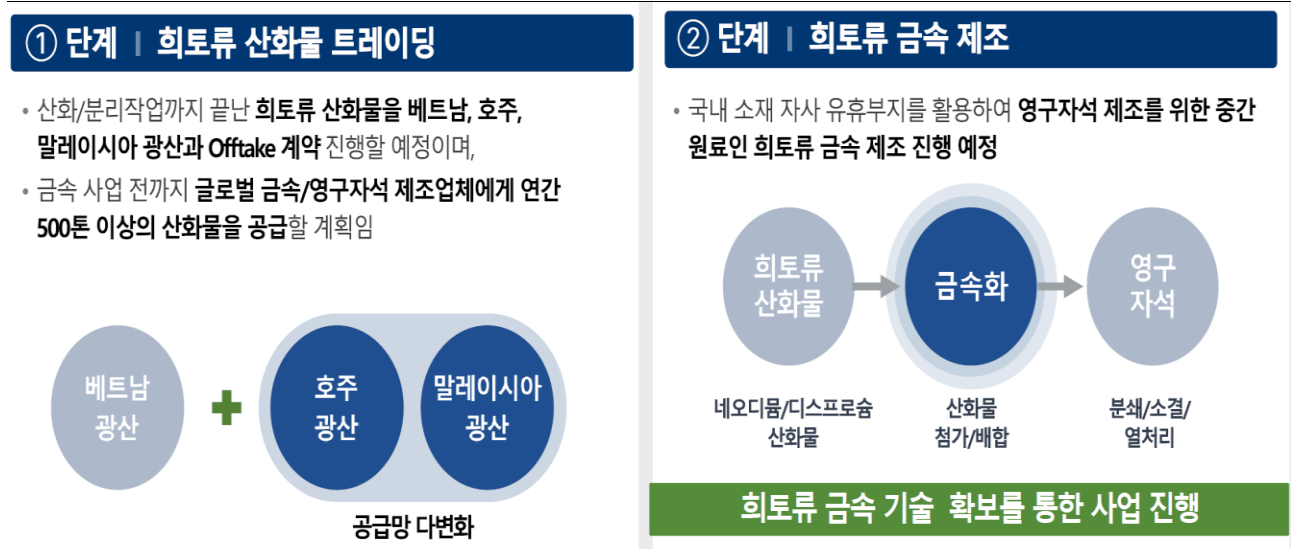 ① 단계 | 희토류 산화물 트레이딩
• 산화/분리작업까지 끝난 희토류 산화물을 베트남, 호주,
말레이시아 광산과 Offtake 계약 진행할 예정이며,
• 금속 사업 전까지 글로벌 금속/영구자석 제조업체에게 연간
500톤 이상의 산화물을 공급할 계획임
베트남
광산
+
호주
광산
말레이시아
광산
공급망 다변화
② 단계 | 희토류 금속 제조
• 국내 소재 자사 유휴부지를 활용하여 영구자석 제조를 위한 중간
원료인 희토류 금속 제조 진행 예정
희토류
산화물
금속화
영구
자석
네오디뮴/디스프로슘
산화물
산화물
첨가/배합
분쇄/소결/
열처리
희토류 금속 기술 확보를 통한 사업 진행